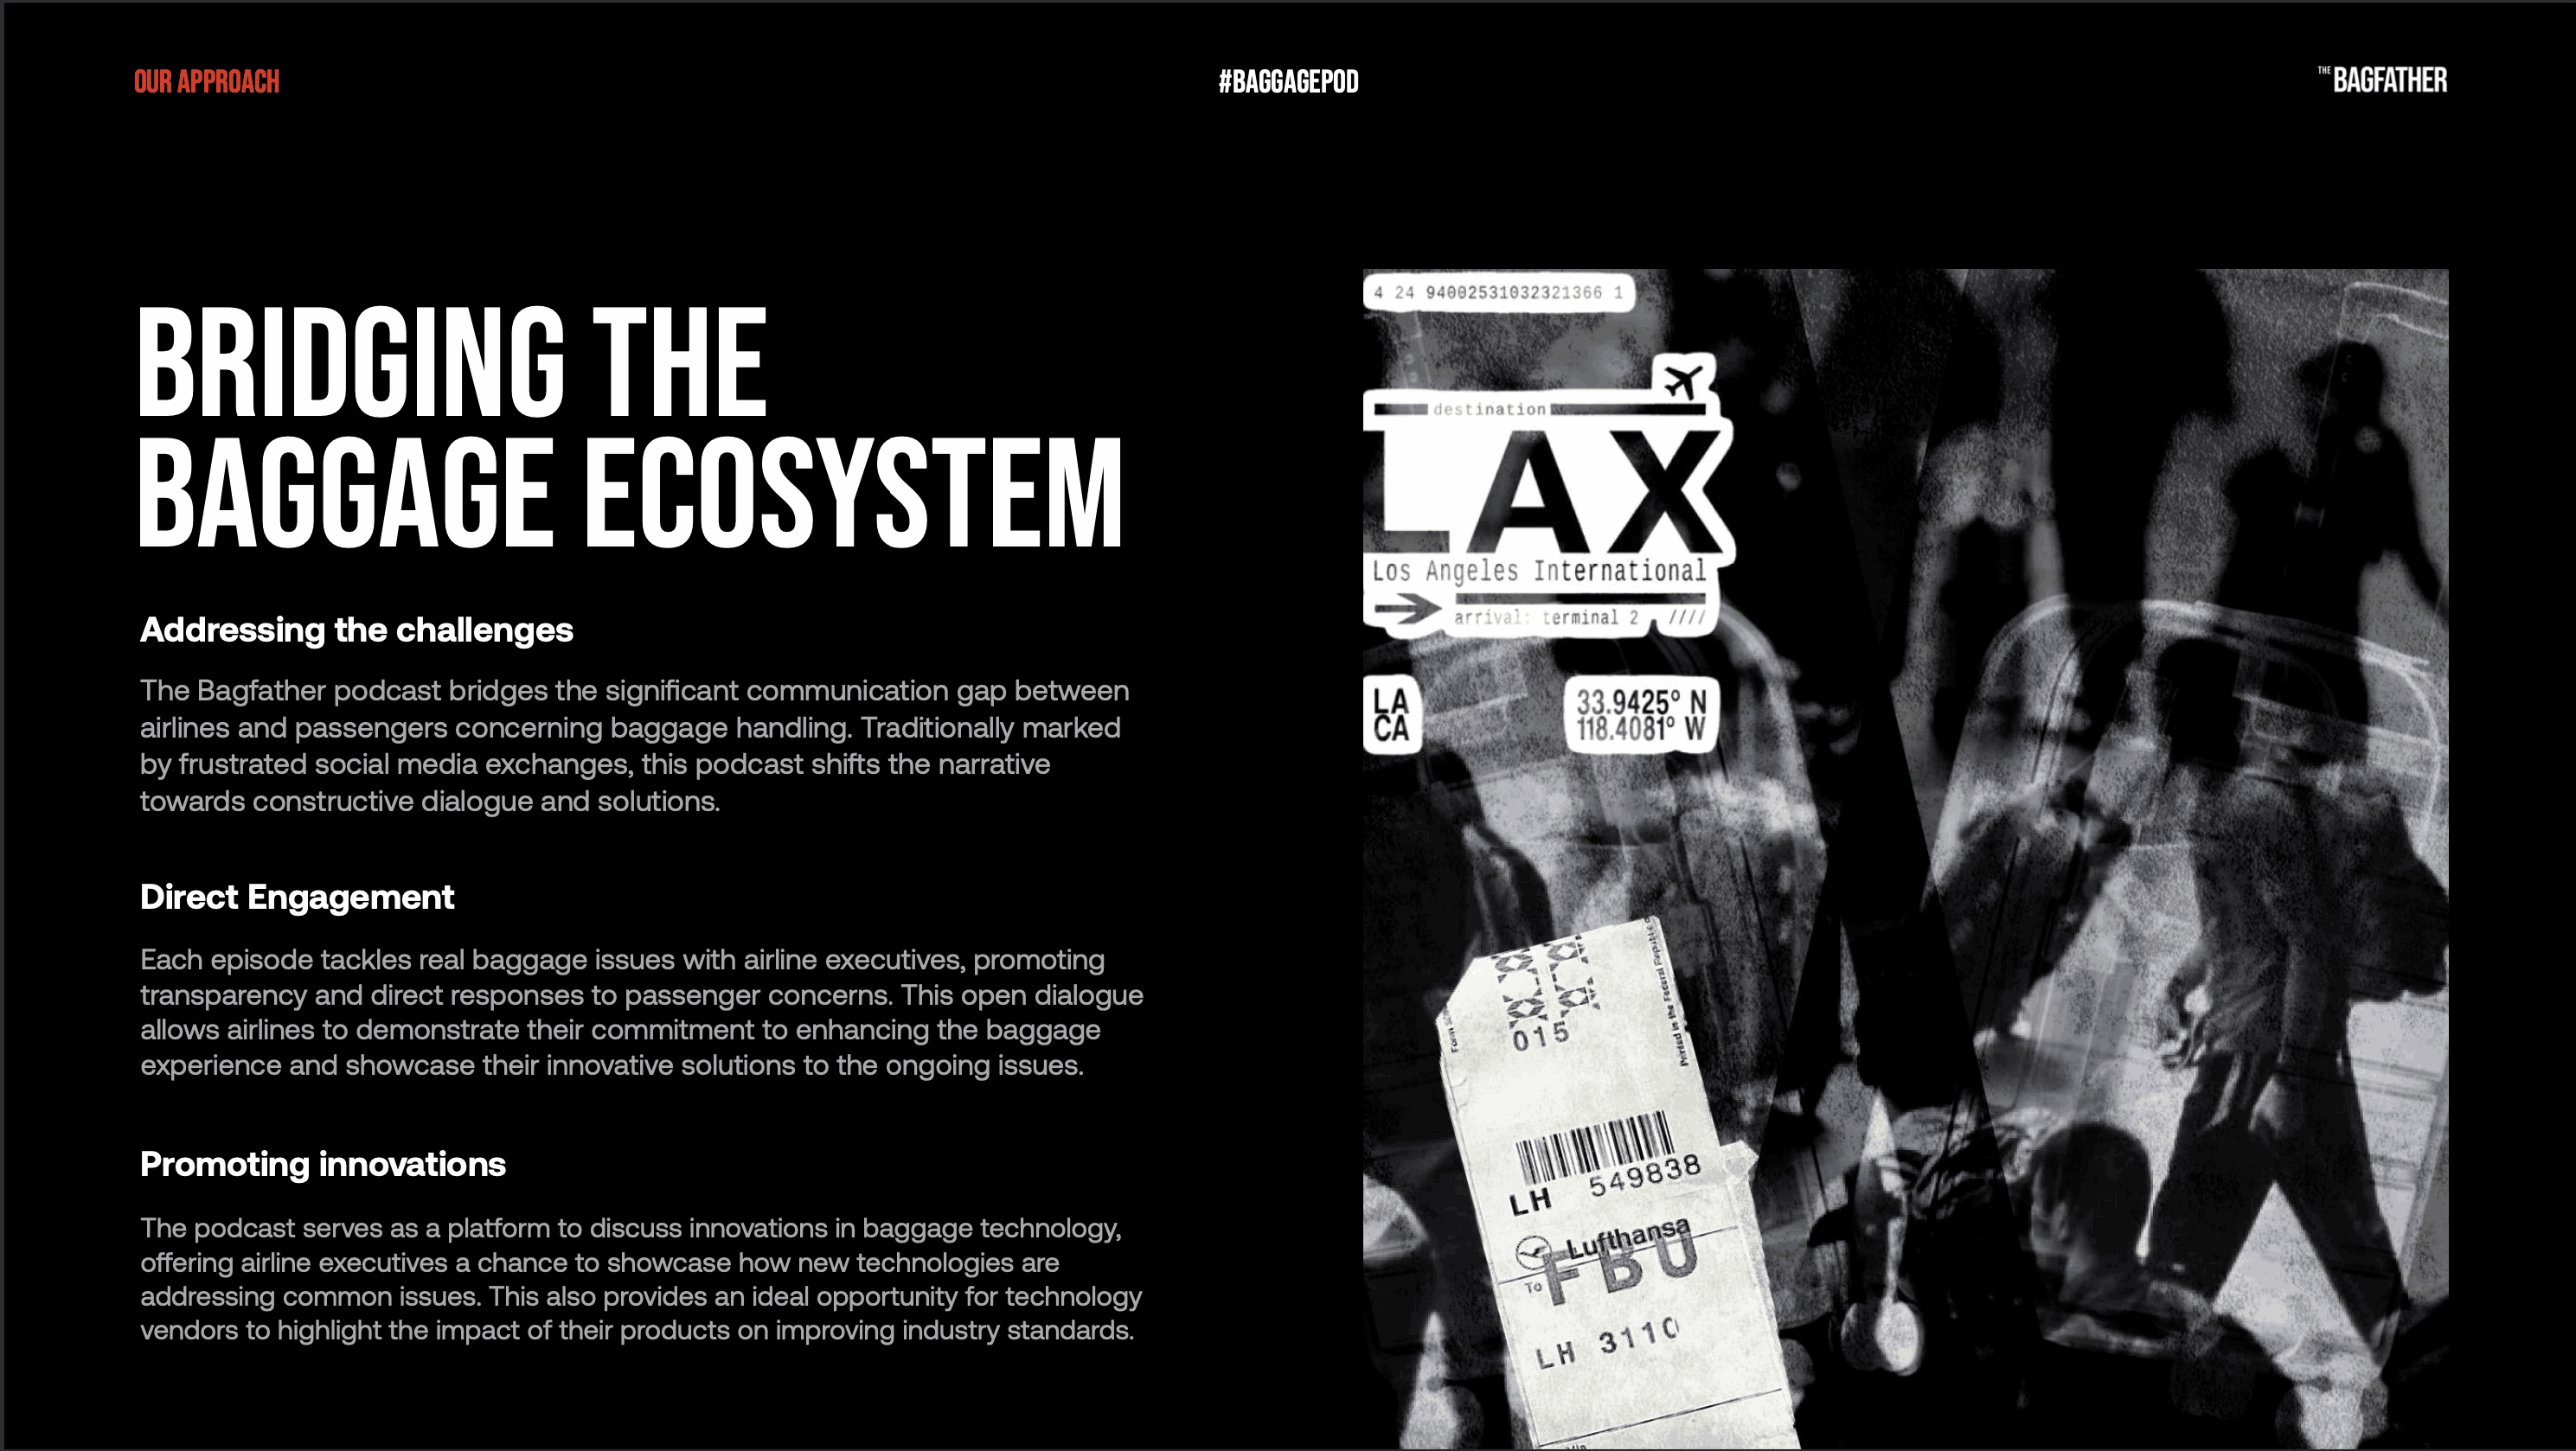 OUR APPROACH
#BAGGAGEPOD
THE BAGFATHER
BRIDGING THE
BAGGAGE ECOSYSTEM
Addressing the challenges
The Bagfather podcast bridges the significant communication gap between
airlines and passengers concerning baggage handling. Traditionally marked
by frustrated social media exchanges, this podcast shifts the narrative
towards constructive dialogue and solutions.
Direct Engagement
Each episode tackles real baggage issues with airline executives, promoting
transparency and direct responses to passenger concerns. This open dialogue
allows airlines to demonstrate their commitment to enhancing the baggage
experience and showcase their innovative solutions to the ongoing issues.
Promoting innovations
The podcast serves as a platform to discuss innovations in baggage technology,
offering airline executives a chance to showcase how new technologies are
addressing common issues. This also provides an ideal opportunity for technology
vendors to highlight the impact of their products on improving industry standards.
4 24 94002531032321366 1
destination
LAX
Los Angeles International
arrival: terminal 2 ////
LA
CA
33.9425° N
118.4081° W
015
549838
LH
Lufthansa
To
FBU
LH 3110